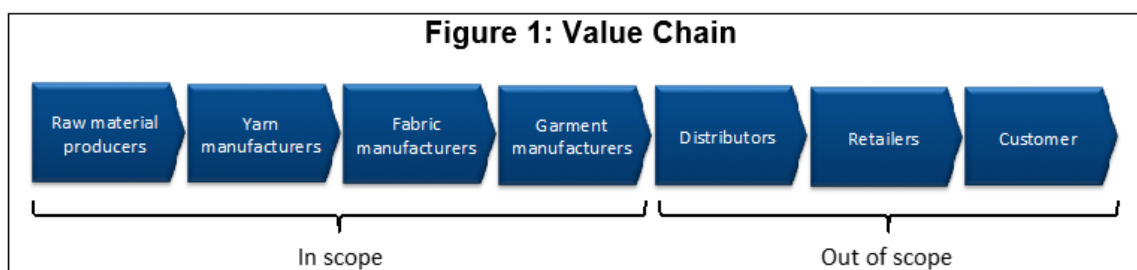 Figure 1: Value Chain
Raw material
producers
Yarn
manufacturers
Fabric
manufacturers
Garment
manufacturers
Distributors
Retailers
Customer
In scope
Out of scope